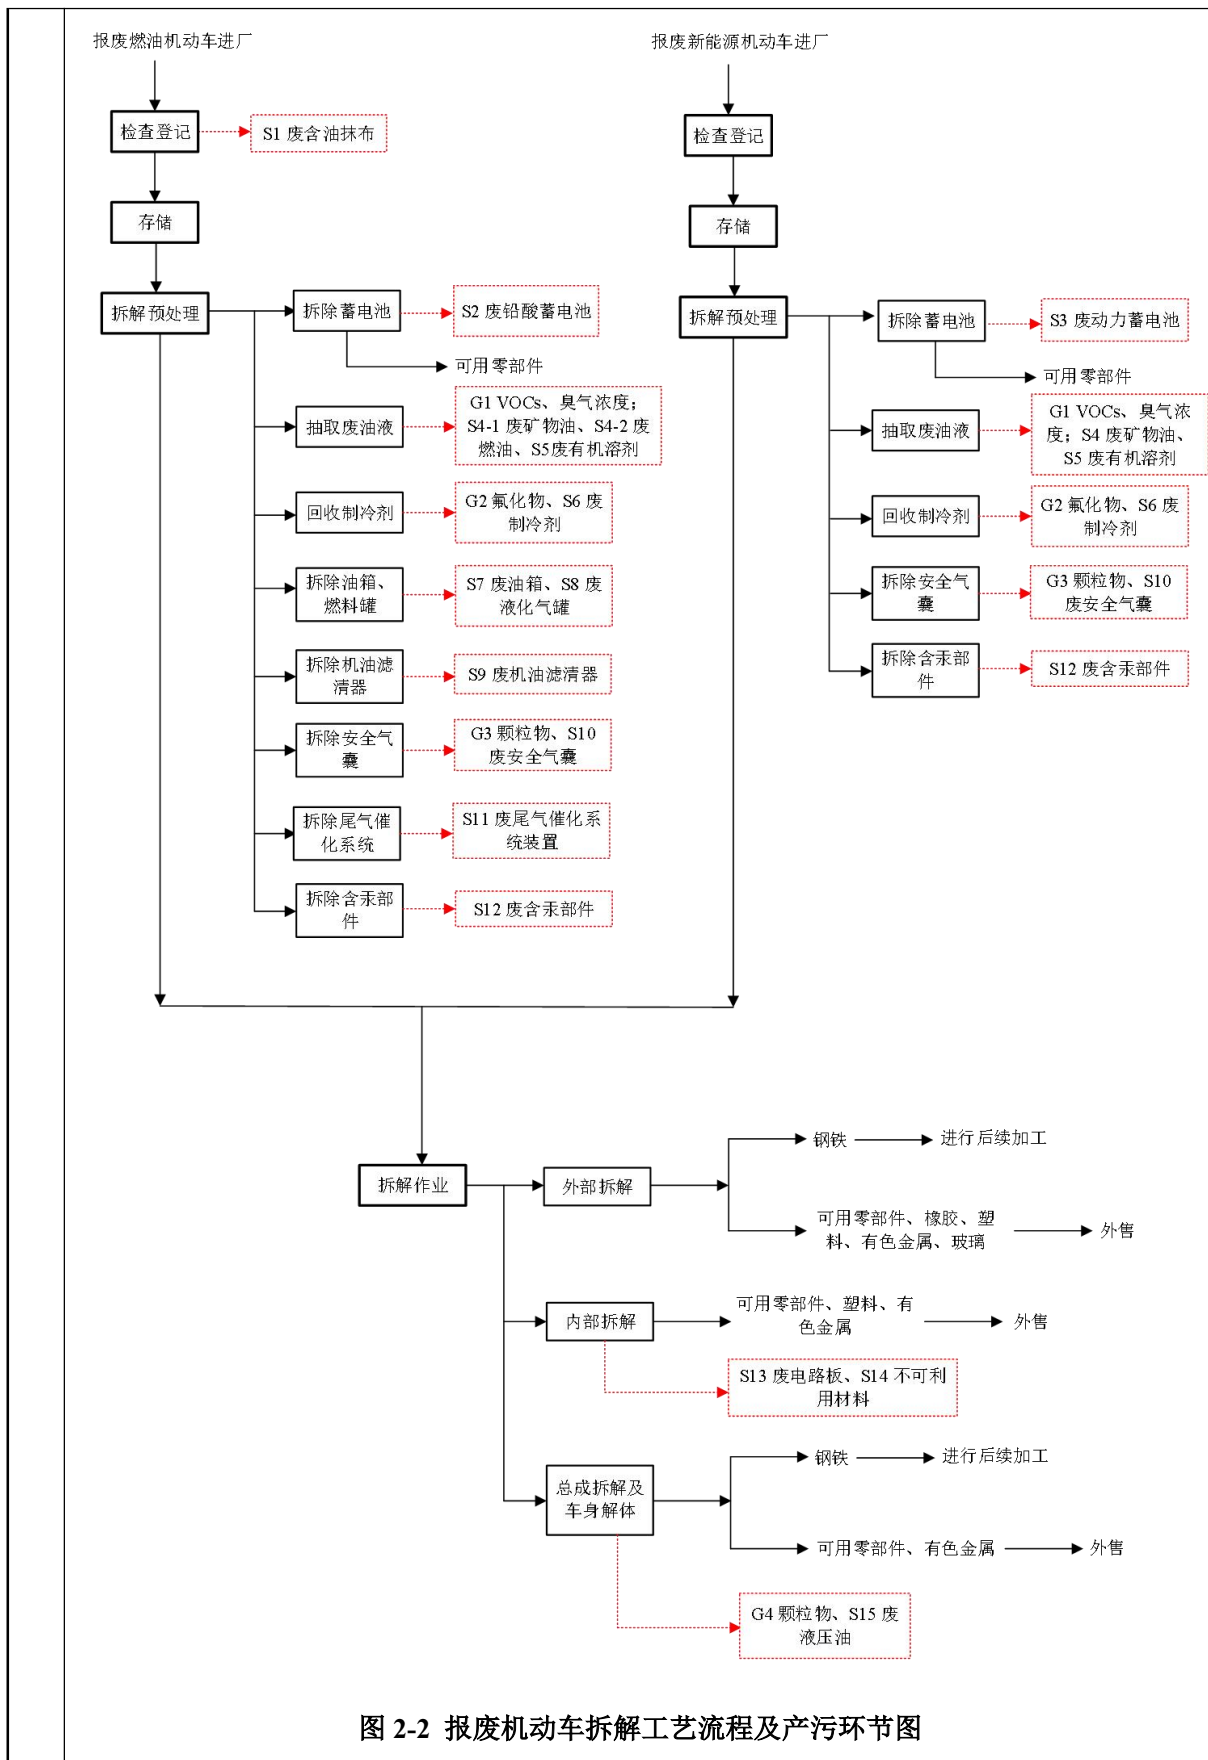 报废燃油机动车进厂
报废新能源机动车进厂
检查登记
S1 废含油抹布
检查登记
存储
存储
拆解预处理
拆除蓄电池
S2 废铅酸蓄电池
可用零部件
抽取废油液
G1 VOCs、臭气浓度；
S4-1 废矿物油、S4-2 废
燃油、S5废有机溶剂
回收制冷剂
G2 氟化物、S6 废
制冷剂
拆除油箱、
燃料罐
S7 废油箱、S8 废
液化气罐
拆除机油滤
清器
S9 废机油滤清器
拆除安全气
囊
G3 颗粒物、S10
废安全气囊
拆除尾气催
化系统
S11 废尾气催化系
统装置
拆除含汞部
件
S12 废含汞部件
拆解预处理
拆除蓄电池
S3 废动力蓄电池
可用零部件
抽取废油液
G1 VOCs、臭气浓
度；S4 废矿物油、
S5 废有机溶剂
回收制冷剂
G2 氟化物、S6 废
制冷剂
拆除安全气
囊
G3 颗粒物、S10
废安全气囊
拆除含汞部
件
S12 废含汞部件
拆解作业
外部拆解
钢铁
进行后续加工
可用零部件、橡胶、塑
料、有色金属、玻璃
外售
内部拆解
可用零部件、塑料、有
色金属
外售
S13 废电路板、S14 不可利
用材料
总成拆解及
车身解体
钢铁
进行后续加工
可用零部件、有色金属
外售
G4 颗粒物、S15 废
液压油
图 2-2 报废机动车拆解工艺流程及产污环节图